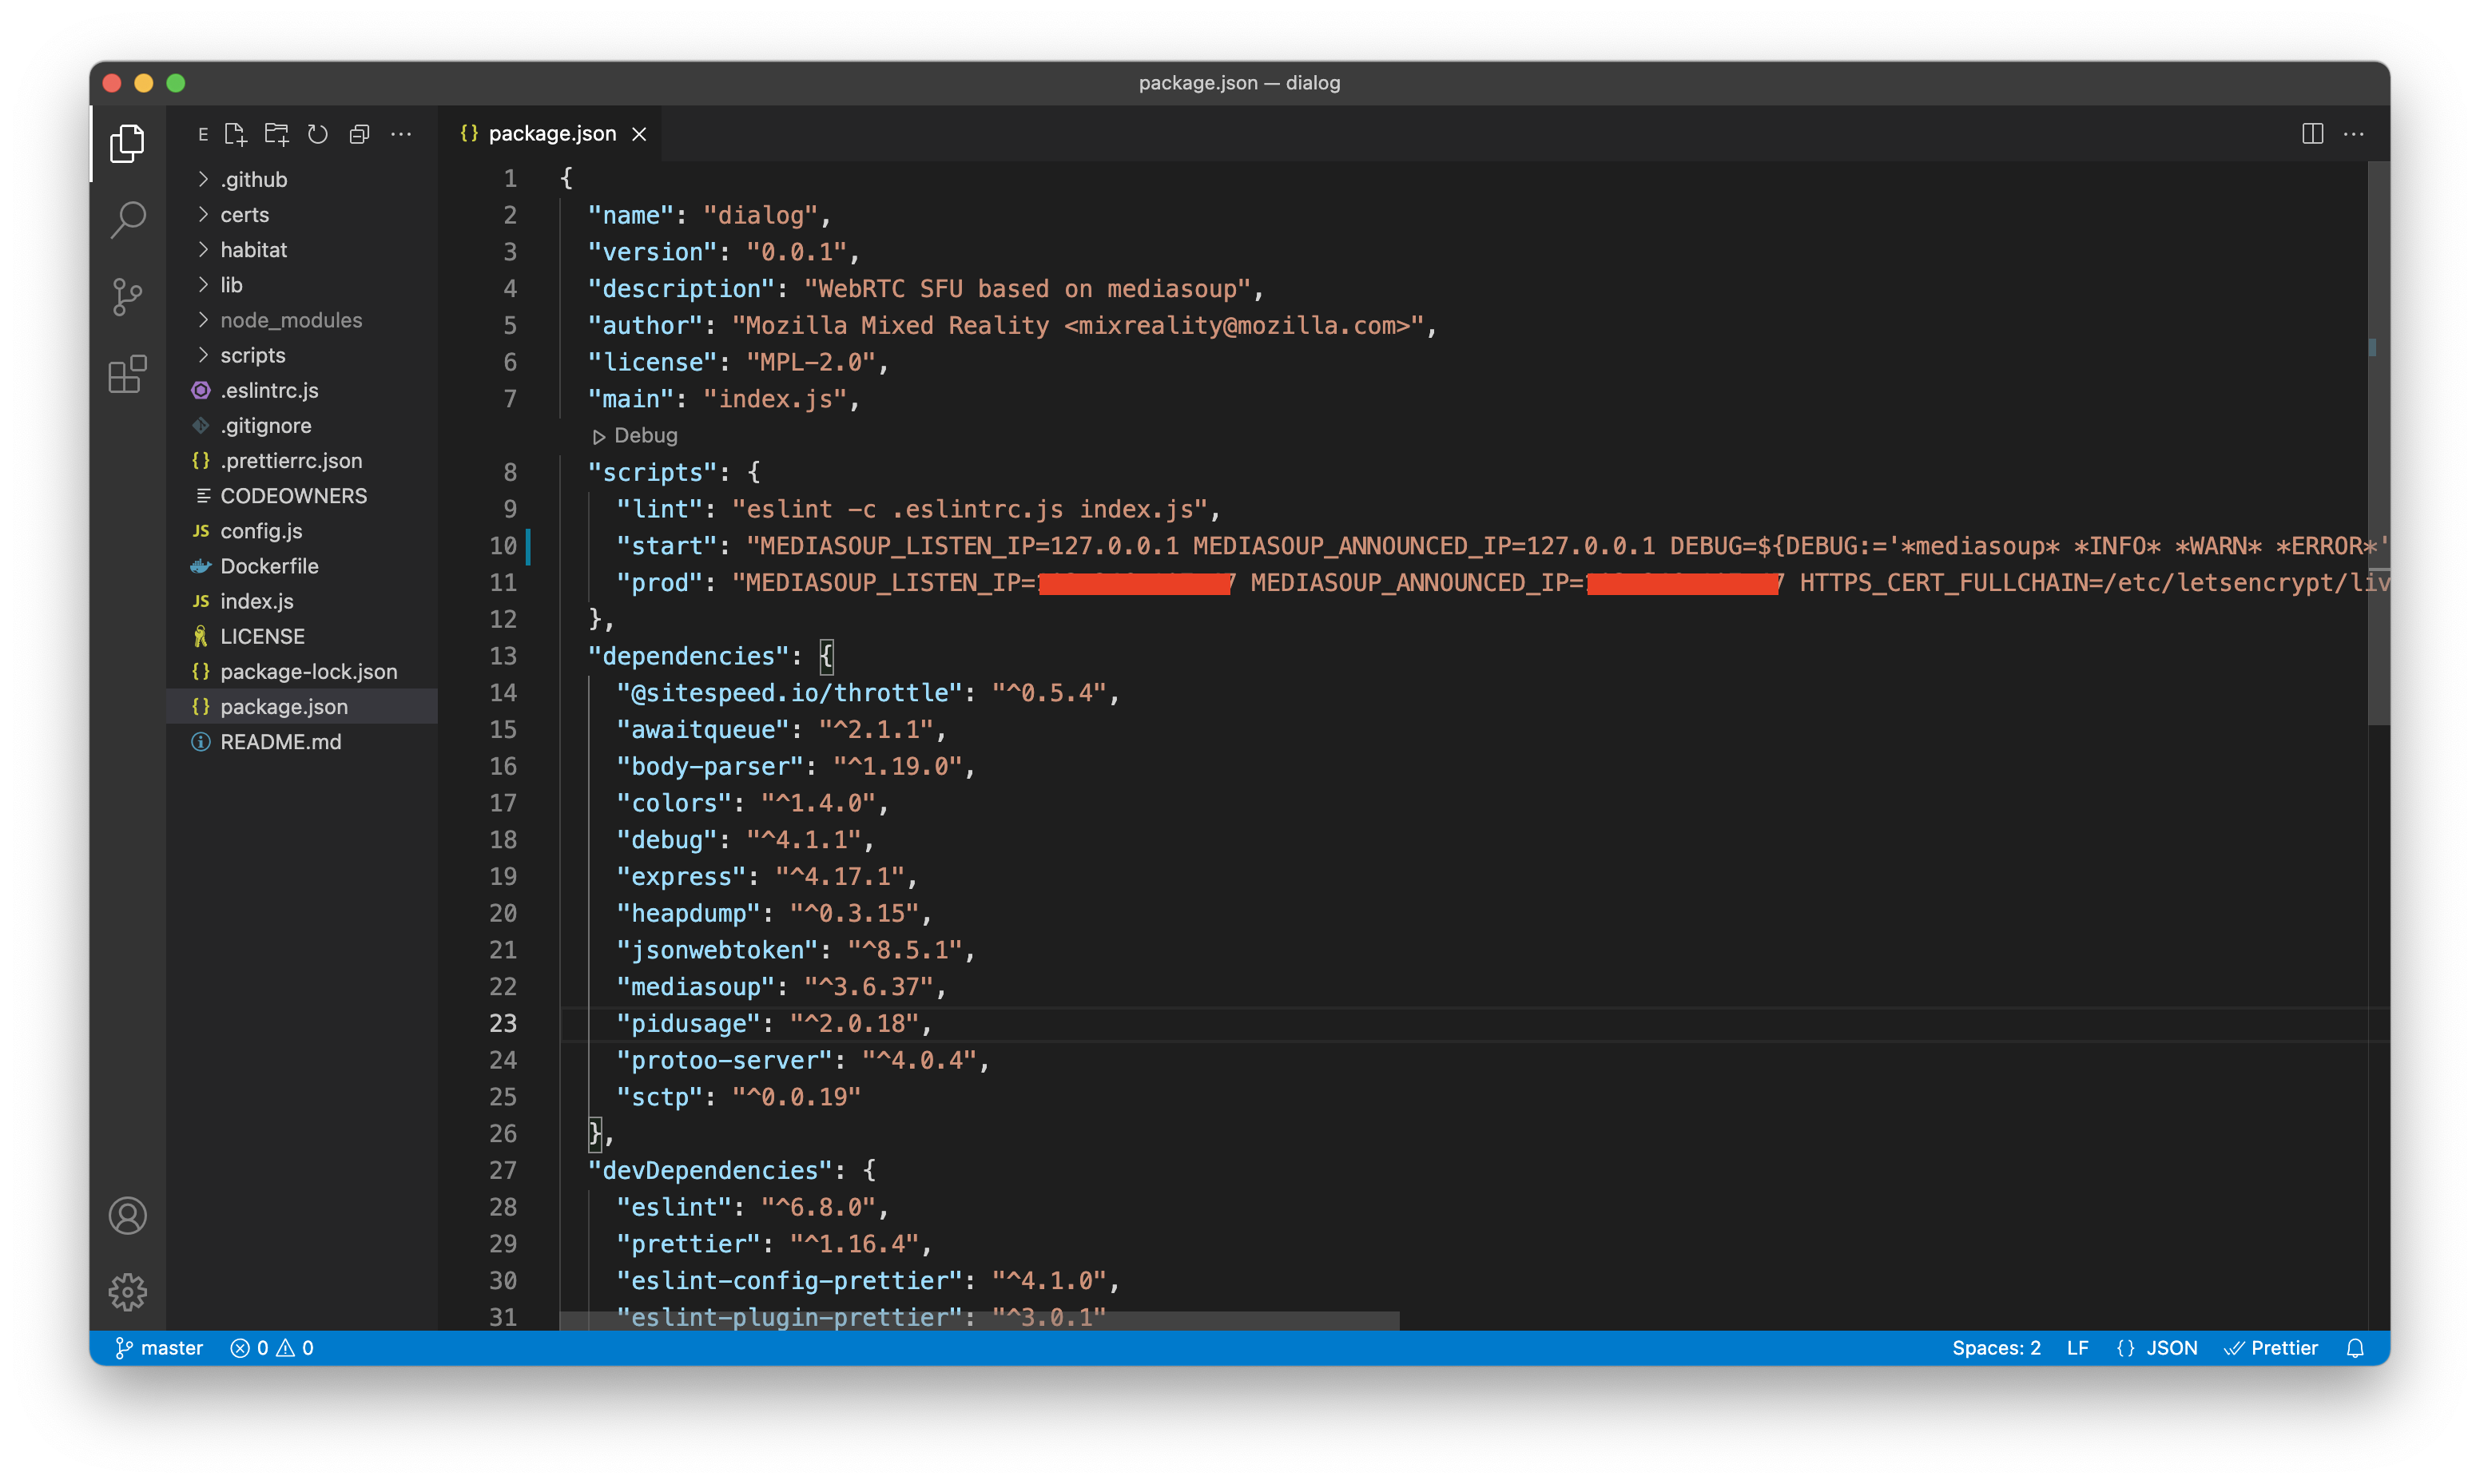 package.json — dialog
E
package.json
.github
certs
habitat
lib
node_modules
scripts
.eslintrc.js
.gitignore
{} .prettierrc.json
CODEOWNERS
JS config.js
Dockerfile
JS index.js
LICENSE
{} package-lock.json
{} package.json
README.md
1 {
2 "name": "dialog",
3 "version": "0.0.1",
4 "description": "WebRTC SFU based on mediasoup",
5 "author": "Mozilla Mixed Reality <mixreality@mozilla.com>",
6 "license": "MPL-2.0",
7 "main": "index.js",
Debug
8 "scripts": {
9 "lint": "eslint -c .eslintrc.js index.js",
10 "start": "MEDIASOUP_LISTEN_IP=127.0.0.1 MEDIASOUP_ANNOUNCED_IP=127.0.0.1 DEBUG=${DEBUG:='*mediasoup* *INFO* *WARN* *ERROR*'
11 "prod": "MEDIASOUP_LISTEN_IP= MEDIASOUP_ANNOUNCED_IP= HTTPS_CERT_FULLCHAIN=/etc/letsencrypt/liv
12 },
13 "dependencies": {
14 "@sitespeed.io/throttle": "^0.5.4",
15 "awaitqueue": "^2.1.1",
16 "body-parser": "^1.19.0",
17 "colors": "^1.4.0",
18 "debug": "^4.1.1",
19 "express": "^4.17.1",
20 "heapdump": "^0.3.15",
21 "jsonwebtoken": "^8.5.1",
22 "mediasoup": "^3.6.37",
23 "pidusage": "^2.0.18",
24 "protoo-server": "^4.0.4",
25 "sctp": "^0.0.19"
26 },
27 "devDependencies": {
28 "eslint": "^6.8.0",
29 "prettier": "^1.16.4",
30 "eslint-config-prettier": "^4.1.0",
31 "eslint-plugin-prettier": "^3.0.1"
master 0 0 Spaces: 2 LF {} JSON Prettier